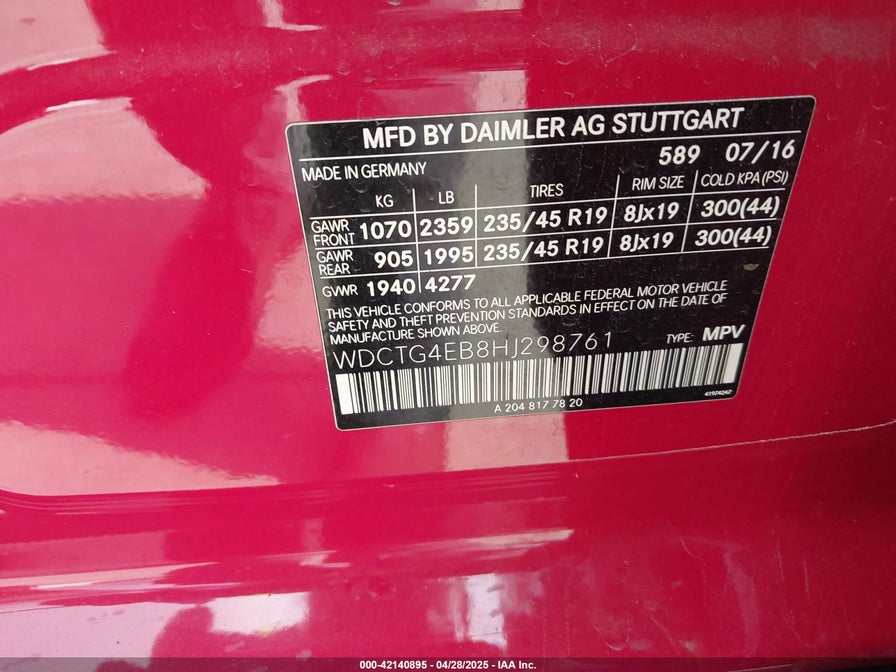 MFD BY DAIMLER AG STUTTGART
589 07/16
MADE IN GERMANY
KG LB TIRES RIM SIZE COLD KPA (PSI)
GAWR FRONT 1070 2359 235/45 R19 8Jx19 300(44)
GAWR REAR 905 1995 235/45 R19 8Jx19 300(44)
GVWR 1940 4277
THIS VEHICLE CONFORMS TO ALL APPLICABLE FEDERAL MOTOR VEHICLE
SAFETY AND THEFT PREVENTION STANDARDS IN EFFECT ON THE DATE OF
MANUFACTURE SHOWN ABOVE.
WDCTG4EB8HJ298761 TYPE: MPV
A 204 817 78 20 41974242
000-42140895 - 04/28/2025 - IAA Inc.